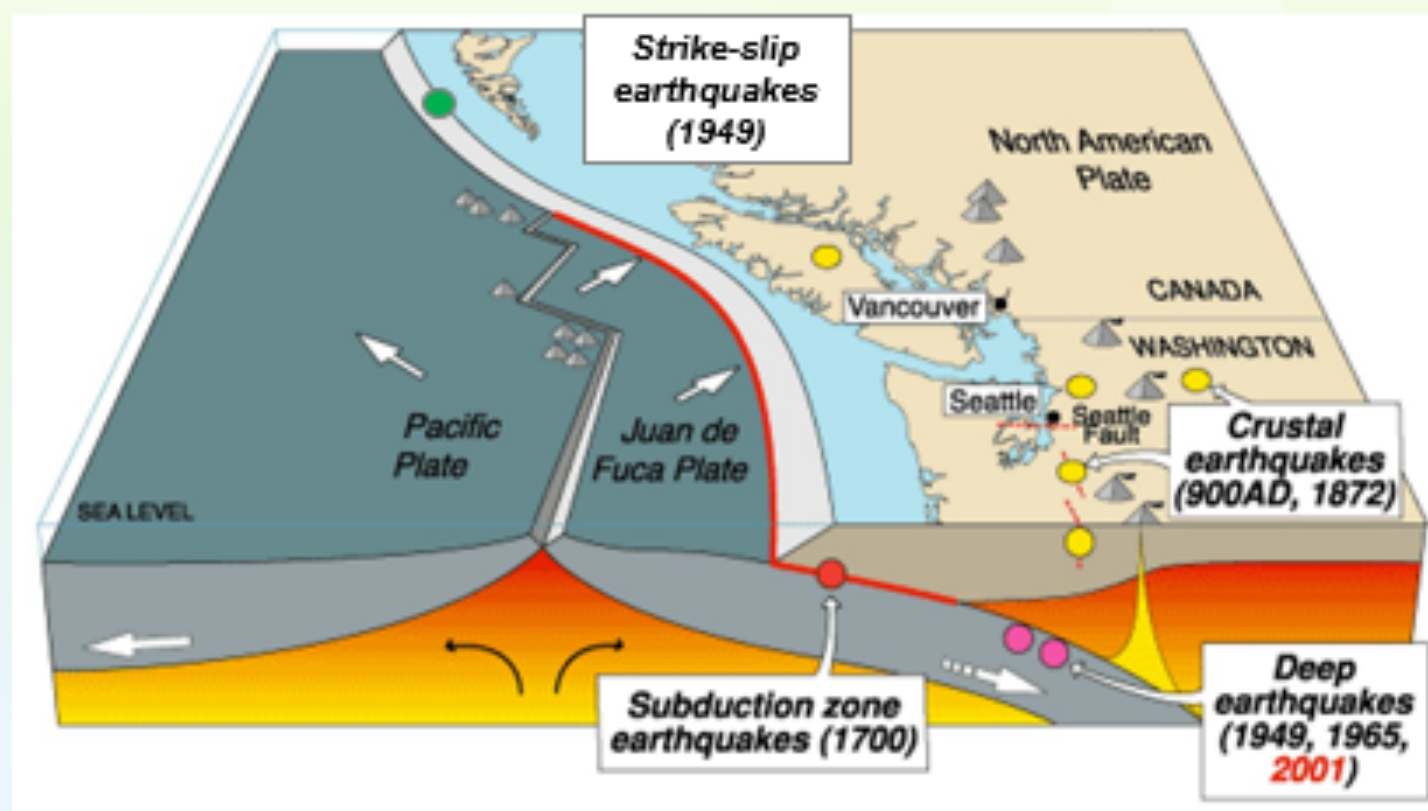 Strike-slip
earthquakes
(1949)
North American
Plate
CANADA
Vancouver
WASHINGTON
Seattle
Seattle
Fault
Crustal
earthquakes
(900AD, 1872)
Pacific
Plate
Juan de
Fuca Plate
SEA LEVEL
Subduction zone
earthquakes (1700)
Deep
earthquakes
(1949, 1965,
2001)